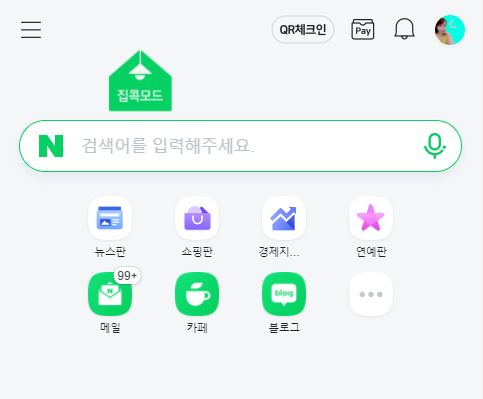 QR체크인
Pay
집콕모드
N
검색어를 입력해주세요.
뉴스판
쇼핑판
경제지...
연예판
99+
N
blog
메일
카페
블로그